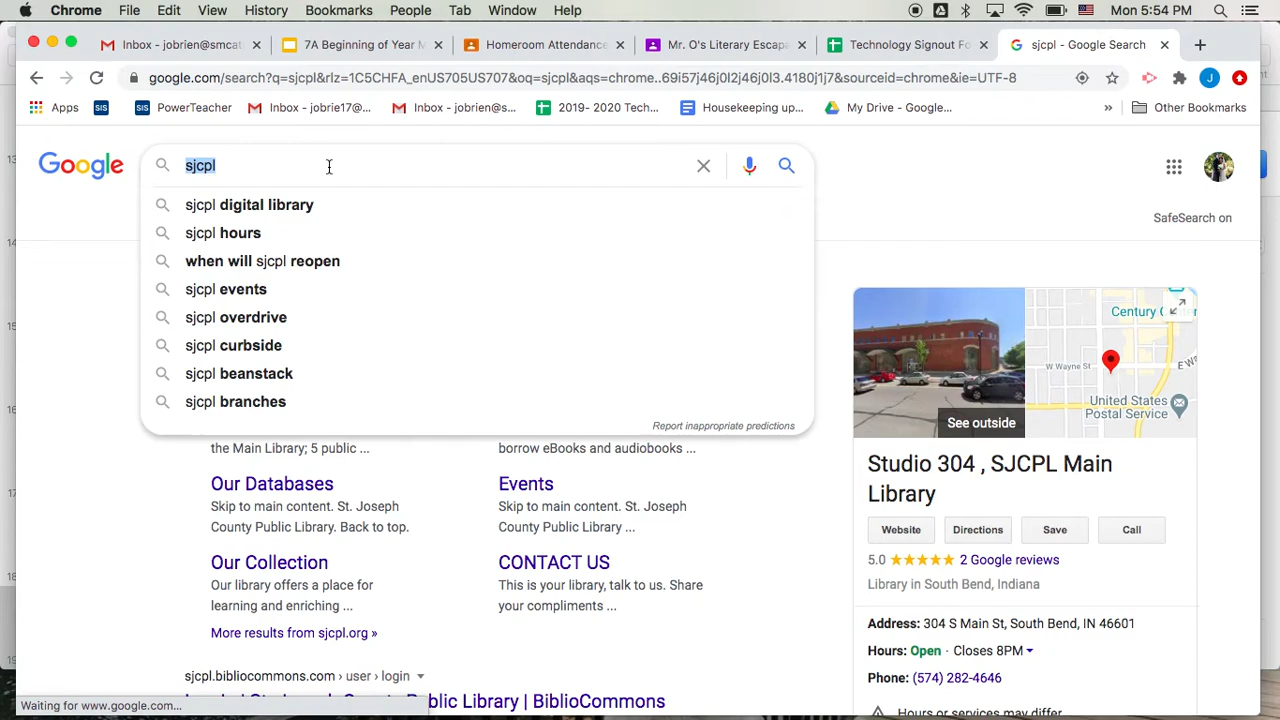 Chrome File Edit View History Bookmarks People Tab Window Help Mon 5:54 PM
Inbox - jobrien@smcat
7A Beginning of Year M
Homeroom Attendance
Mr. O's Literary Escapa
Technology Signout Fo
sjcpl - Google Search
google.com/search?q=sjcpl&rlz=1C5CHFA_enUS705US707&oq=sjcpl&aqs=chrome..69i57j46j0l2j46j0l3.4180j1j7&sourceid=chrome&ie=UTF-8
J
Apps
SIS
SIS PowerTeacher
Inbox - jobrie17@...
Inbox - jobrien@s...
2019- 2020 Tech...
Housekeeping up...
My Drive - Google...
»
Other Bookmarks
Google
sjcpl
SafeSearch on
sjcpl digital library
sjcpl hours
when will sjcpl reopen
sjcpl events
sjcpl overdrive
sjcpl curbside
sjcpl beanstack
sjcpl branches
Report inappropriate predictions
the Main Library; 5 public ...
borrow eBooks and audiobooks ...
Our Databases
Skip to main content. St. Joseph
County Public Library. Back to top.
Events
Skip to main content. St. Joseph
County Public Library ...
Our Collection
Our library offers a place for
learning and enriching ...
CONTACT US
This is your library, talk to us. Share
your compliments ...
More results from sjcpl.org »
sjcpl.bibliocommons.com › user › login
Public Library | BiblioCommons
See outside
Century
W Wayne St
E W
United States
Postal Service
Studio 304 , SJCPL Main
Library
Website Directions Save Call
5.0 2 Google reviews
Library in South Bend, Indiana
Address: 304 S Main St, South Bend, IN 46601
Hours: Open · Closes 8PM
Phone: (574) 282-4646
Hours or services may differ
Waiting for www.google.com...
13
14
15
16
17
18